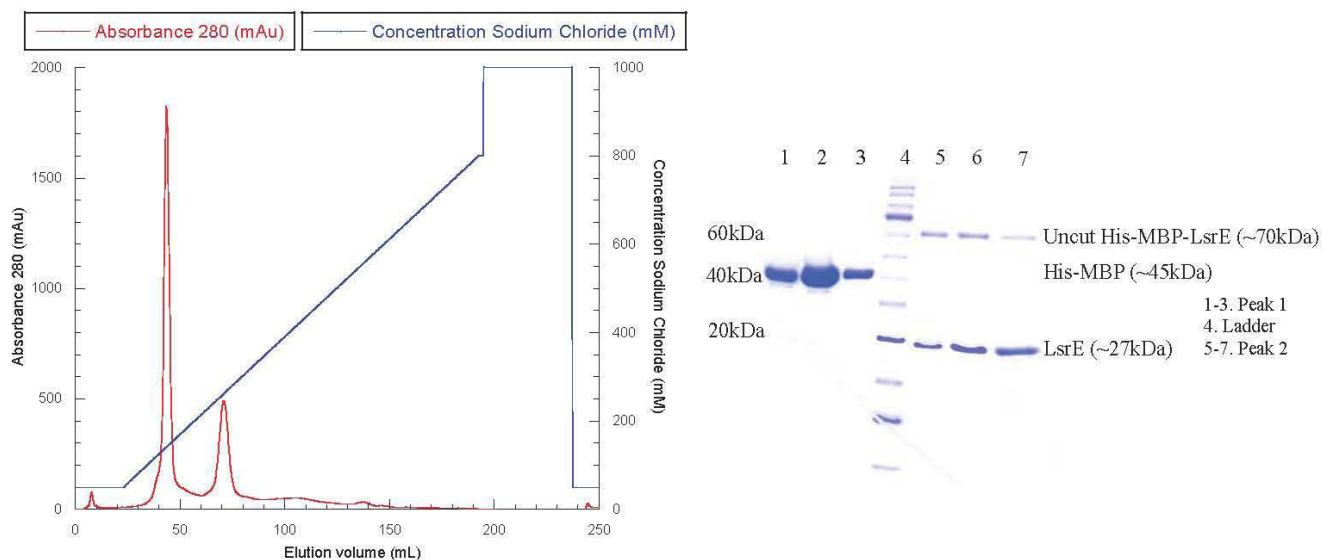 Absorbance 280 (mAu)
Concentration Sodium Chloride (mM)
2000
1500
1000
500
0
Absorbance 280 (mAu)
1000
800
600
400
200
0
Concentration Sodium Chloride (mM)
0 50 100 150 200 250
Elution volume (mL)
1 2 3 4 5 6 7
60kDa
40kDa
20kDa
Uncut His-MBP-LsrE (~70kDa)
His-MBP (~45kDa)
LsrE (~27kDa)
1-3. Peak 1
4. Ladder
5-7. Peak 2